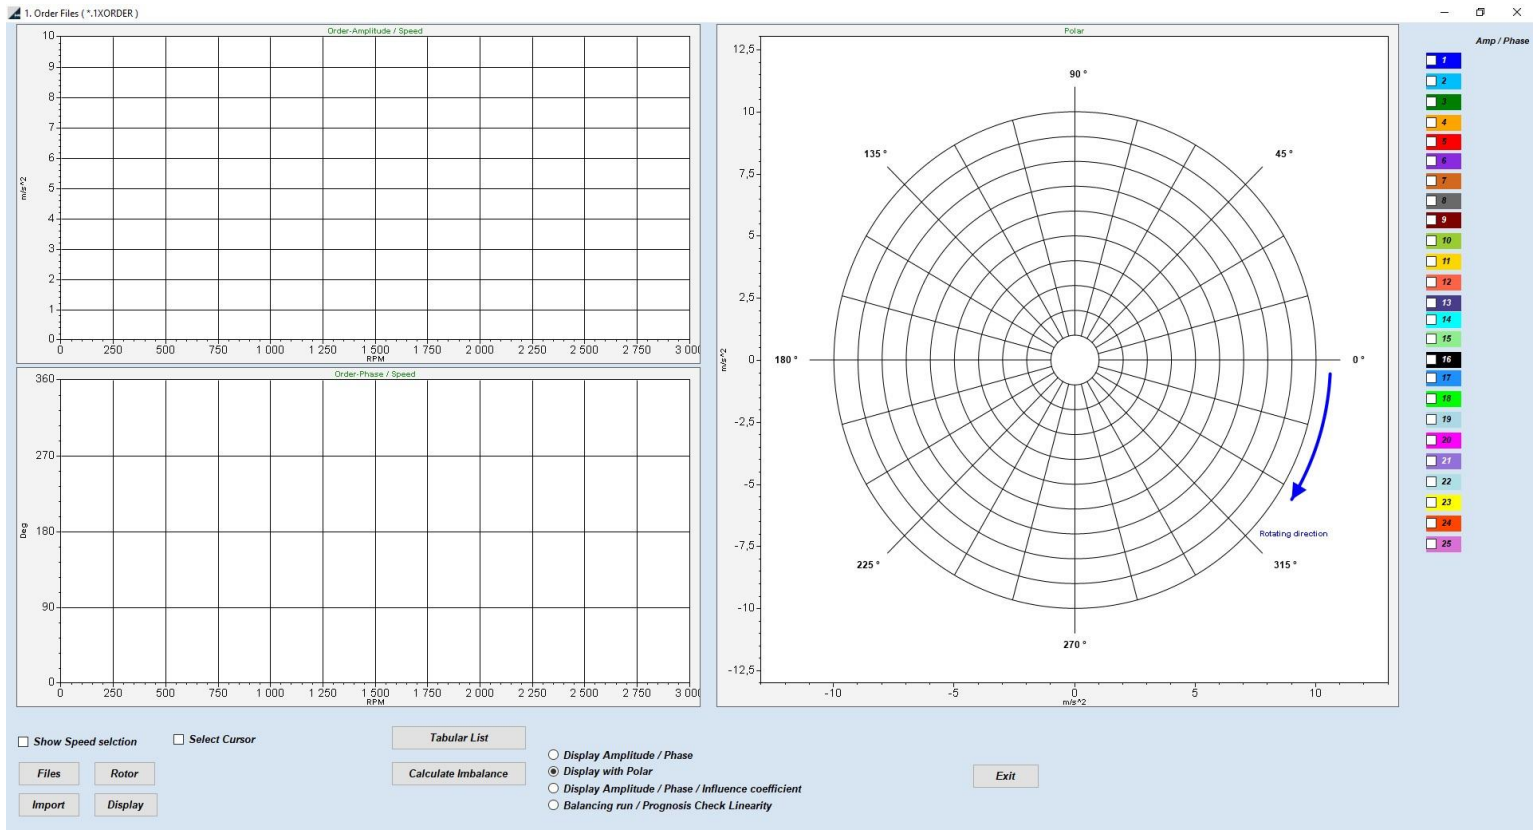 1. Order Files ( *.1XORDER )
Order-Amplitude / Speed
10
9
8
7
6
5
4
3
2
1
0
m/s^2
0 250 500 750 1 000 1 250 1 500 1 750 2 000 2 250 2 500 2 750 3 000
RPM
Order-Phase / Speed
360
270
180
90
0
Deg
0 250 500 750 1 000 1 250 1 500 1 750 2 000 2 250 2 500 2 750 3 00
RPM
Polar
12,5
10
7,5
5
2,5
0
-2,5
-5
-7,5
-10
-12,5
m/s^2
90 °
135 ° 45 °
180 ° 0 °
Rotating direction
225 ° 315 °
270 °
-10 -5 0 5 10
m/s^2
Amp / Phase
1
2
3
4
5
6
7
8
9
10
11
12
13
14
15
16
17
18
19
20
21
22
23
24
25
Show Speed selction
Select Cursor
Files Rotor
Import Display
Tabular List
Calculate Imbalance
Display Amplitude / Phase
Display with Polar
Display Amplitude / Phase / Influence coefficient
Balancing run / Prognosis Check Linearity
Exit